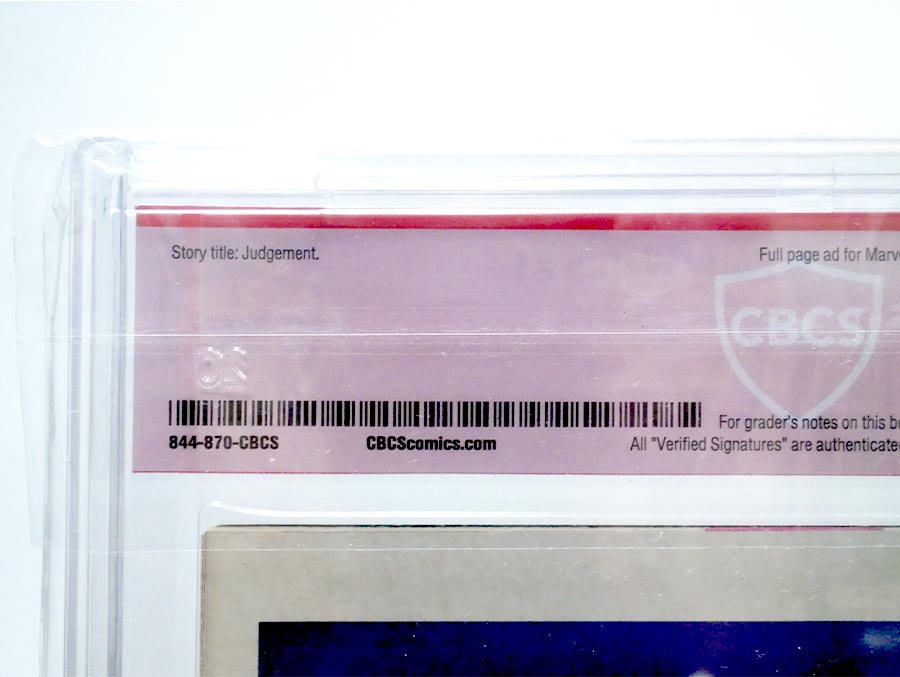 Story title: Judgement.
Full page ad for Marv
CBCS
For grader's notes on this b
844-870-CBCS CBCScomics.com All "Verified Signatures" are authenticate